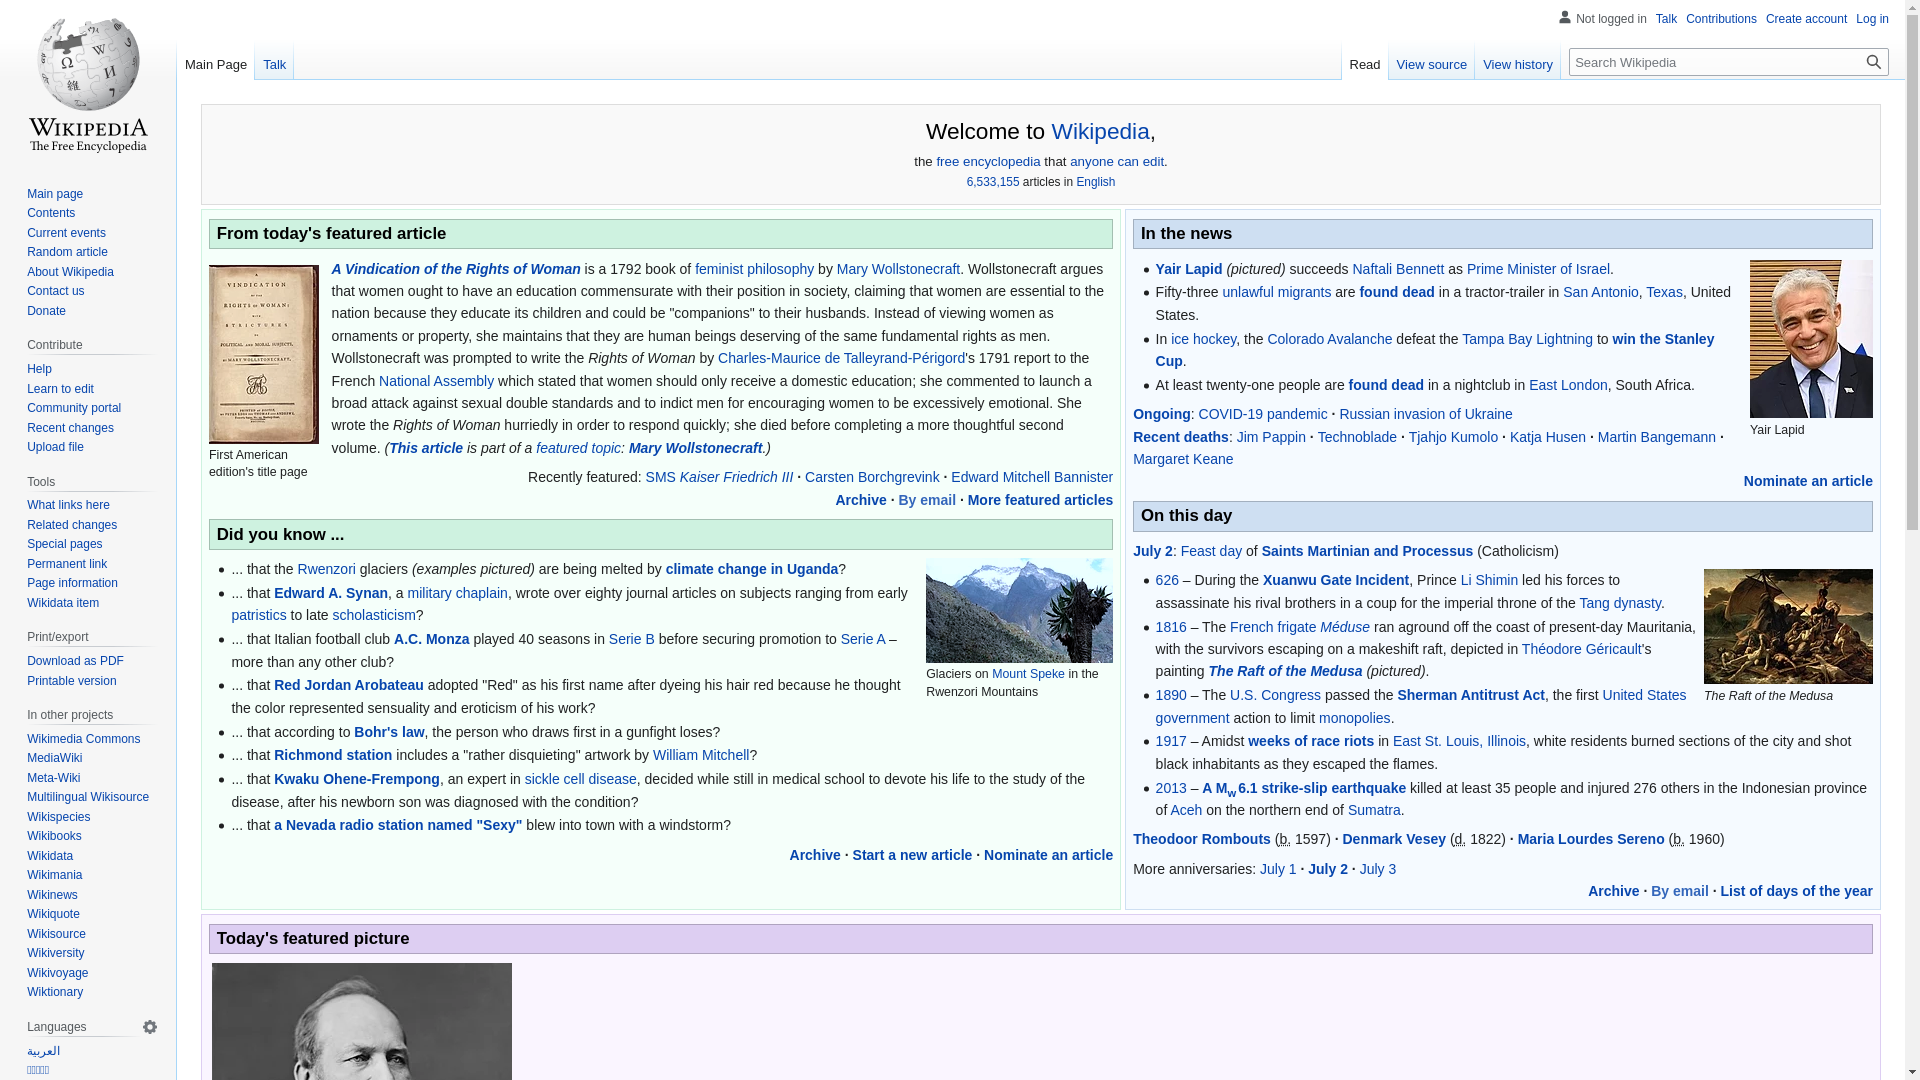 Not logged in Talk Contributions Create account Log in
Main Page Talk Read View source View history Search Wikipedia
WIKIPEDIA
The Free Encyclopedia
Main page
Contents
Current events
Random article
About Wikipedia
Contact us
Donate
Contribute
Help
Learn to edit
Community portal
Recent changes
Upload file
Tools
What links here
Related changes
Special pages
Permanent link
Page information
Wikidata item
Print/export
Download as PDF
Printable version
In other projects
Wikimedia Commons
MediaWiki
Meta-Wiki
Multilingual Wikisource
Wikispecies
Wikibooks
Wikidata
Wikimania
Wikinews
Wikiquote
Wikisource
Wikiversity
Wikivoyage
Wiktionary
Languages
العربية
Welcome to Wikipedia,
the free encyclopedia that anyone can edit.
6,533,155 articles in English
From today's featured article
VINDICATION
First American
edition's title page
A Vindication of the Rights of Woman is a 1792 book of feminist philosophy by Mary Wollstonecraft. Wollstonecraft argues
that women ought to have an education commensurate with their position in society, claiming that women are essential to the
nation because they educate its children and could be "companions" to their husbands. Instead of viewing women as
ornaments or property, she maintains that they are human beings deserving of the same fundamental rights as men.
Wollstonecraft was prompted to write the Rights of Woman by Charles-Maurice de Talleyrand-Périgord's 1791 report to the
French National Assembly which stated that women should only receive a domestic education; she commented to launch a
broad attack against sexual double standards and to indict men for encouraging women to be excessively emotional. She
wrote the Rights of Woman hurriedly in order to respond quickly; she died before completing a more thoughtful second
volume. (This article is part of a featured topic: Mary Wollstonecraft.)
Recently featured: SMS Kaiser Friedrich III · Carsten Borchgrevink · Edward Mitchell Bannister
Archive · By email · More featured articles
Did you know ...
... that the Rwenzori glaciers (examples pictured) are being melted by climate change in Uganda?
... that Edward A. Synan, a military chaplain, wrote over eighty journal articles on subjects ranging from early
patristics to late scholasticism?
... that Italian football club A.C. Monza played 40 seasons in Serie B before securing promotion to Serie A –
more than any other club?
... that Red Jordan Arobateau adopted "Red" as his first name after dyeing his hair red because he thought
the color represented sensuality and eroticism of his work?
... that according to Bohr's law, the person who draws first in a gunfight loses?
... that Richmond station includes a "rather disquieting" artwork by William Mitchell?
... that Kwaku Ohene-Frempong, an expert in sickle cell disease, decided while still in medical school to devote his life to the study of the
disease, after his newborn son was diagnosed with the condition?
... that a Nevada radio station named "Sexy" blew into town with a windstorm?
Glaciers on Mount Speke in the
Rwenzori Mountains
Archive · Start a new article · Nominate an article
In the news
Yair Lapid (pictured) succeeds Naftali Bennett as Prime Minister of Israel.
Fifty-three unlawful migrants are found dead in a tractor-trailer in San Antonio, Texas, United
States.
In ice hockey, the Colorado Avalanche defeat the Tampa Bay Lightning to win the Stanley
Cup.
At least twenty-one people are found dead in a nightclub in East London, South Africa.
Yair Lapid
Ongoing: COVID-19 pandemic · Russian invasion of Ukraine
Recent deaths: Jim Pappin · Technoblade · Tjahjo Kumolo · Katja Husen · Martin Bangemann ·
Margaret Keane
Nominate an article
On this day
July 2: Feast day of Saints Martinian and Processus (Catholicism)
626 – During the Xuanwu Gate Incident, Prince Li Shimin led his forces to
assassinate his rival brothers in a coup for the imperial throne of the Tang dynasty.
1816 – The French frigate Méduse ran aground off the coast of present-day Mauritania,
with the survivors escaping on a makeshift raft, depicted in Théodore Géricault's
painting The Raft of the Medusa (pictured).
1890 – The U.S. Congress passed the Sherman Antitrust Act, the first United States
government action to limit monopolies.
1917 – Amidst weeks of race riots in East St. Louis, Illinois, white residents burned sections of the city and shot
black inhabitants as they escaped the flames.
2013 – A Mw 6.1 strike-slip earthquake killed at least 35 people and injured 276 others in the Indonesian province
of Aceh on the northern end of Sumatra.
The Raft of the Medusa
Theodoor Rombouts (b. 1597) · Denmark Vesey (d. 1822) · Maria Lourdes Sereno (b. 1960)
More anniversaries: July 1 · July 2 · July 3
Archive · By email · List of days of the year
Today's featured picture